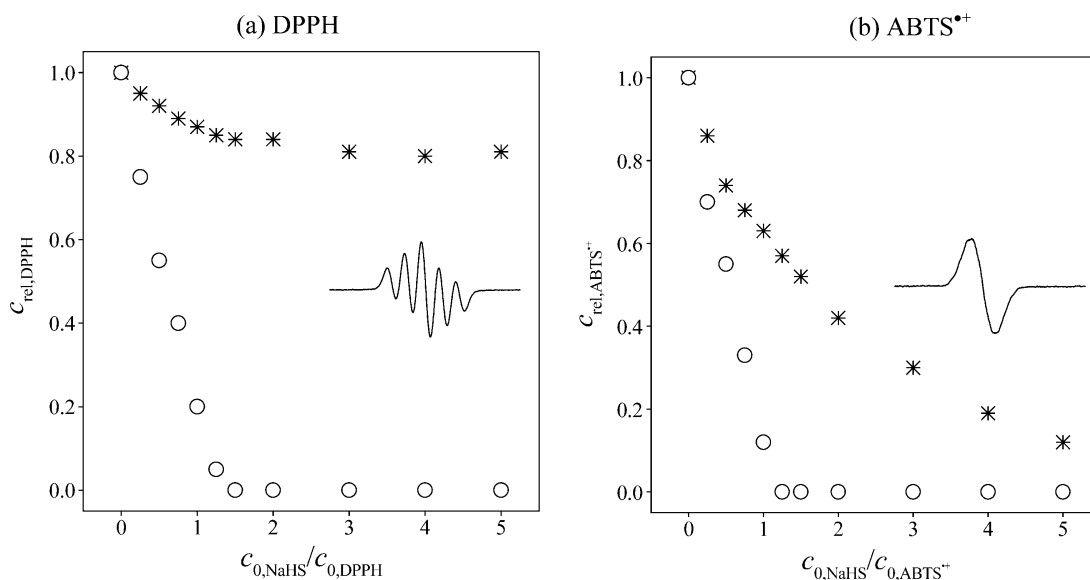 (a) DPPH
1.0
0.8
0.6
0.4
0.2
0.0
c_rel,DPPH
0 1 2 3 4 5
c_0,NaHS/c_0,DPPH
(b) ABTS^•+
1.0
0.8
0.6
0.4
0.2
0.0
c_rel,ABTS^•+
0 1 2 3 4 5
c_0,NaHS/c_0,ABTS^•+